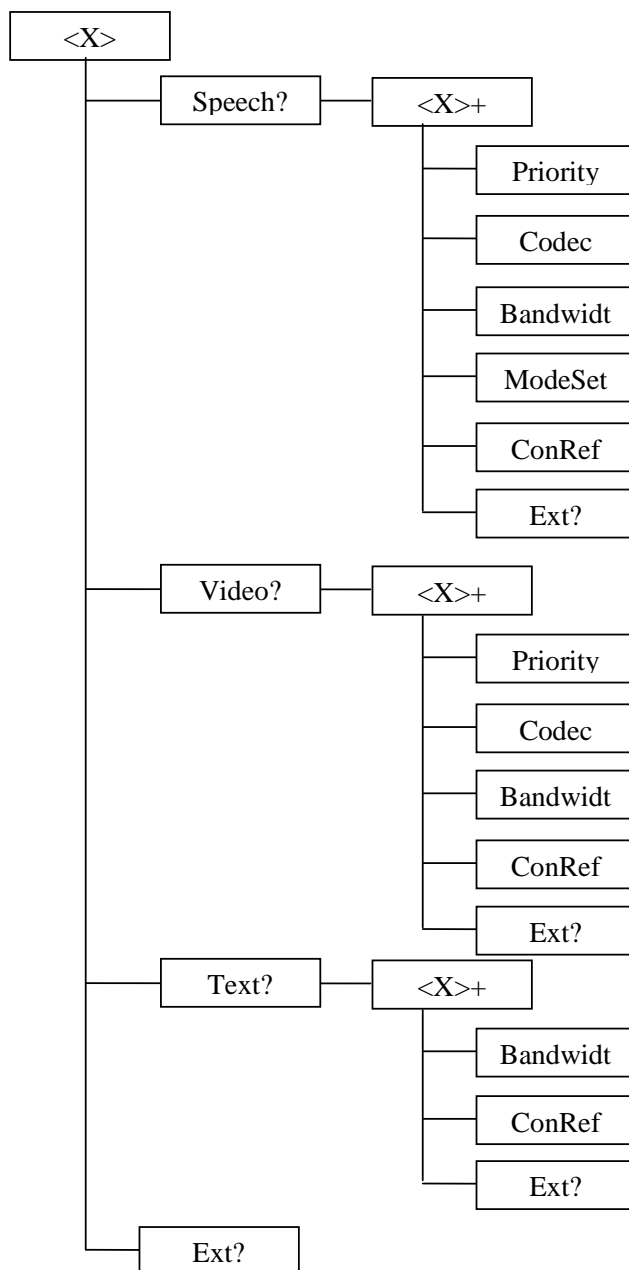 <X>
Speech?
<X>+
Priority
Codec
Bandwidt
ModeSet
ConRef
Ext?
Video?
<X>+
Priority
Codec
Bandwidt
ConRef
Ext?
Text?
<X>+
Bandwidt
ConRef
Ext?
Ext?